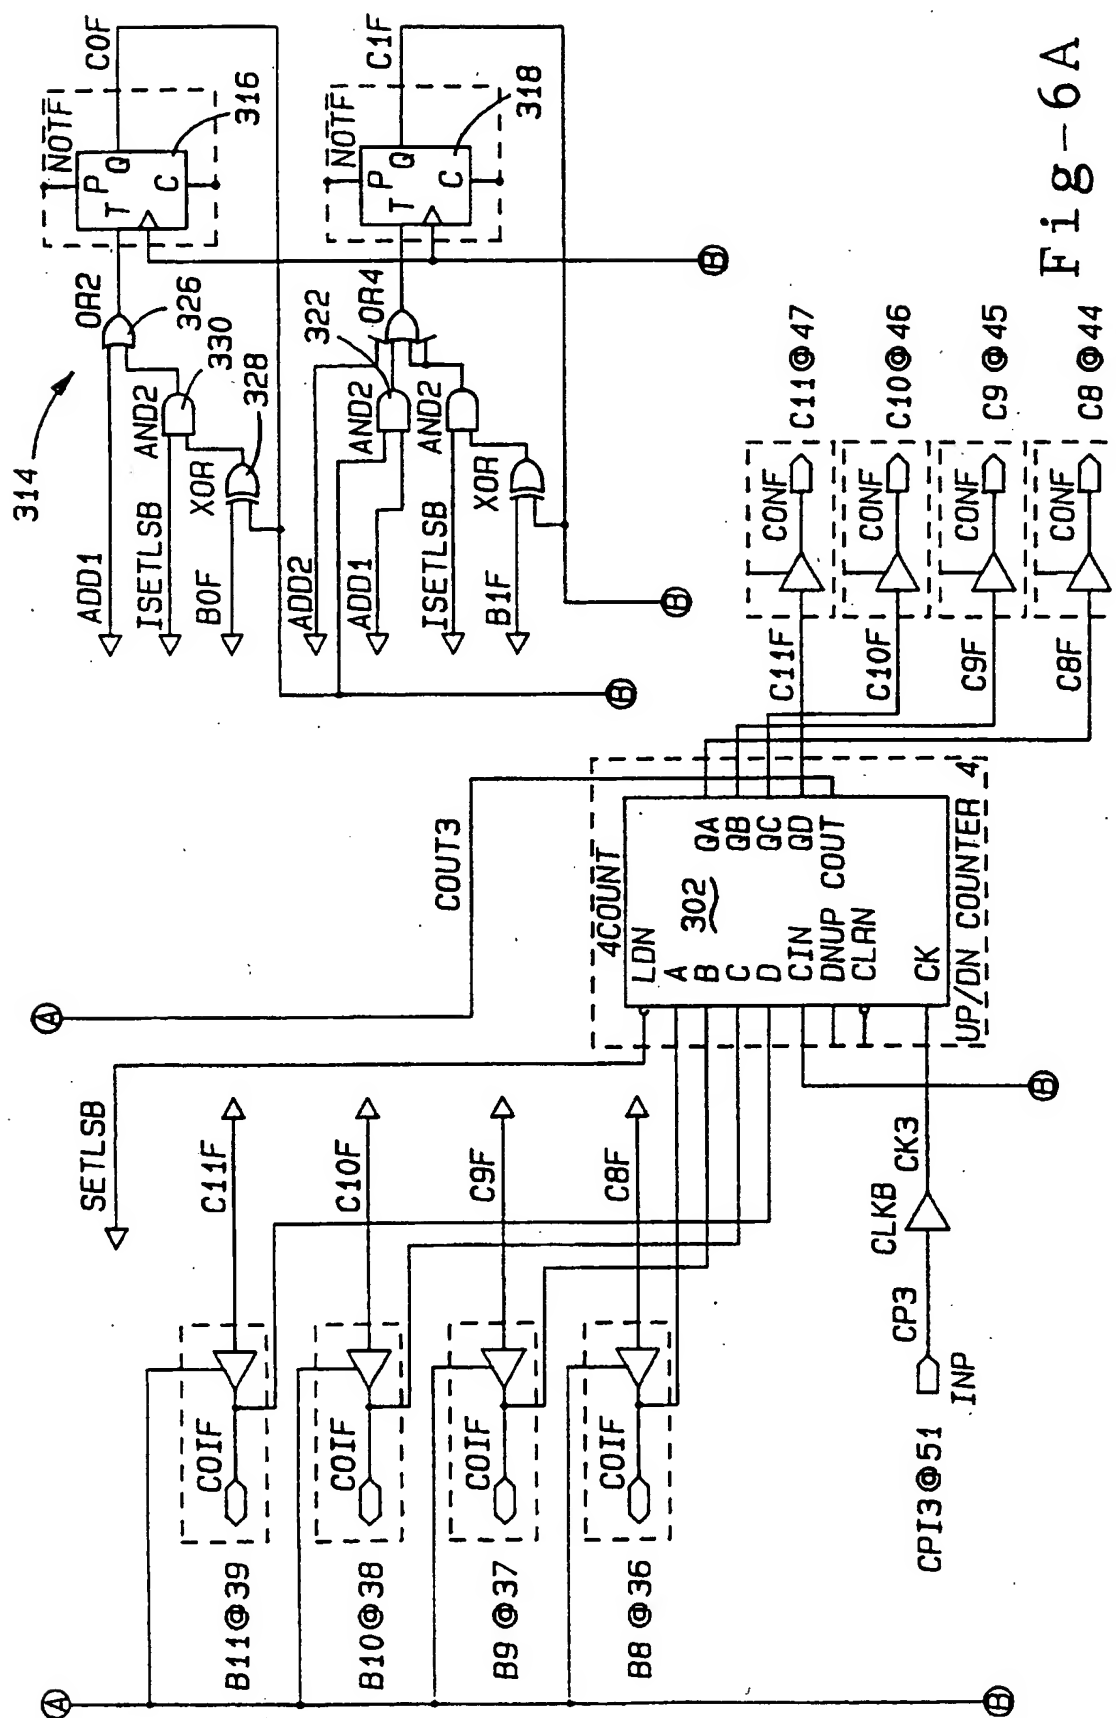 314
ADD1
OR2
326
NOTF
T P Q
C
316
C0F
ISETLSB
AND2
330
B0F
XOR
328
ADD2
ADD1
AND2
322
OR4
NOTF
T P Q
C
318
C1F
ISETLSB
AND2
B1F
XOR
B
B
B
A
COUT3
SETLSB
A
B11@39
COIF
C11F
B10@38
COIF
C10F
B9@37
COIF
C9F
B8@36
COIF
C8F
4COUNT
LDN
A
B
C
D
CIN
DNUP
CLRN
CK
302
QA
QB
QC
QD
COUT
UP/DN COUNTER 4
CPI3@51
INP
CP3
CLKB
CK3
B
B
C11F
CONF
C11@47
C10F
CONF
C10@46
C9F
CONF
C9@45
C8F
CONF
C8@44
Fig-6A